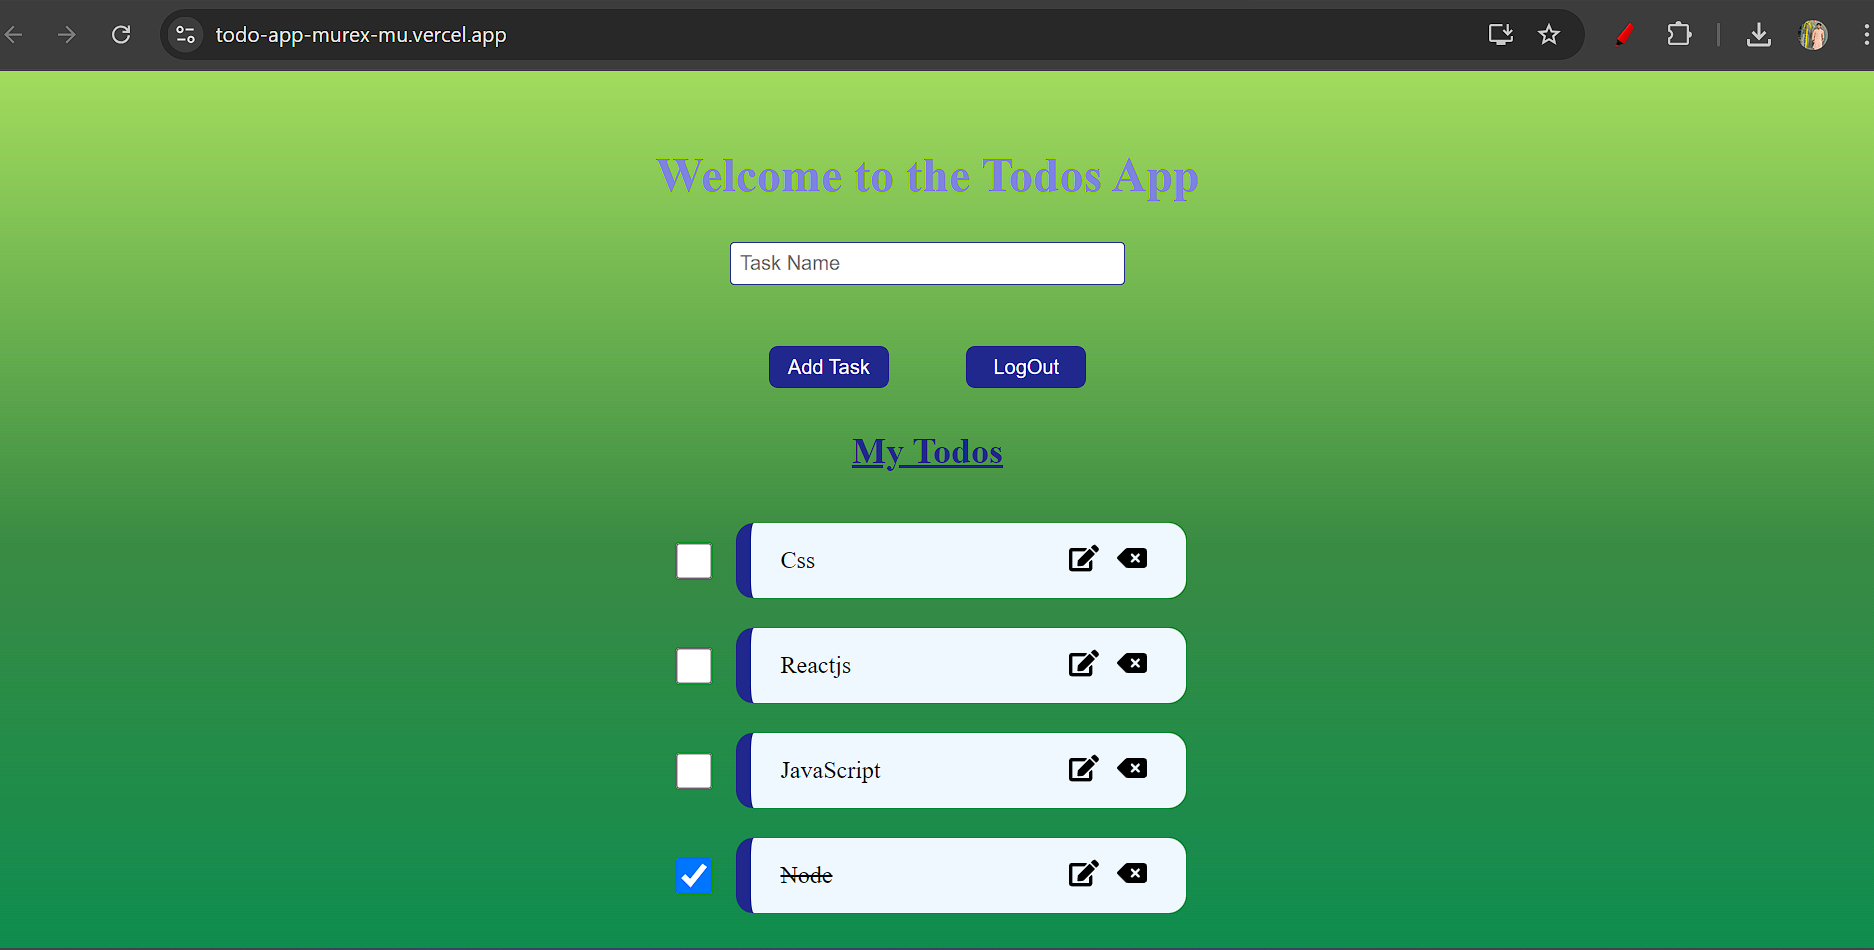 todo-app-murex-mu.vercel.app
Welcome to the Todos App
Task Name
Add Task LogOut
My Todos
Css
Reactjs
JavaScript
Node